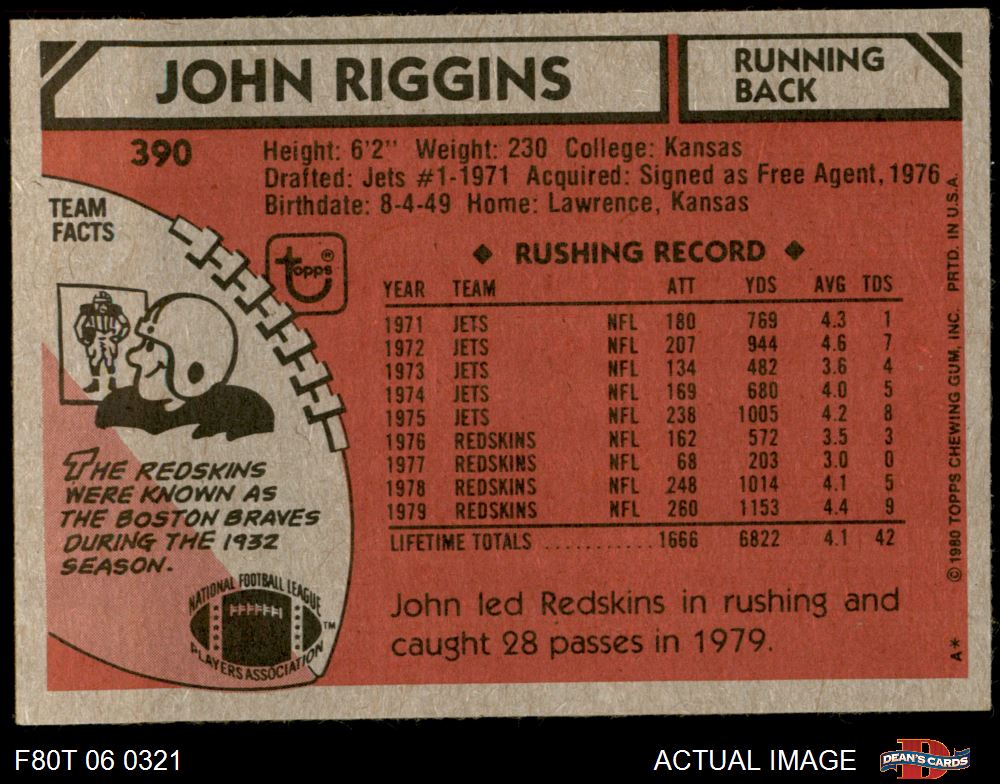 JOHN RIGGINS
RUNNING
BACK
390
Height: 6'2" Weight: 230 College: Kansas
Drafted: Jets #1-1971 Acquired: Signed as Free Agent, 1976
Birthdate: 8-4-49 Home: Lawrence, Kansas
TEAM
FACTS
topps®
◆ RUSHING RECORD ◆
YEAR TEAM ATT YDS AVG TDS
1971 JETS NFL 180 769 4.3 1
1972 JETS NFL 207 944 4.6 7
1973 JETS NFL 134 482 3.6 4
1974 JETS NFL 169 680 4.0 5
1975 JETS NFL 238 1005 4.2 8
1976 REDSKINS NFL 162 572 3.5 3
1977 REDSKINS NFL 68 203 3.0 0
1978 REDSKINS NFL 248 1014 4.1 5
1979 REDSKINS NFL 260 1153 4.4 9
LIFETIME TOTALS ............1666 6822 4.1 42
THE REDSKINS
WERE KNOWN AS
THE BOSTON BRAVES
DURING THE 1932
SEASON.
NATIONAL FOOTBALL LEAGUE
PLAYERS ASSOCIATION
TM
John led Redskins in rushing and
caught 28 passes in 1979.
A* © 1980 TOPPS CHEWING GUM, INC. PRTD. IN U.S.A.
F80T 06 0321
ACTUAL IMAGE
DEAN'S CARDS